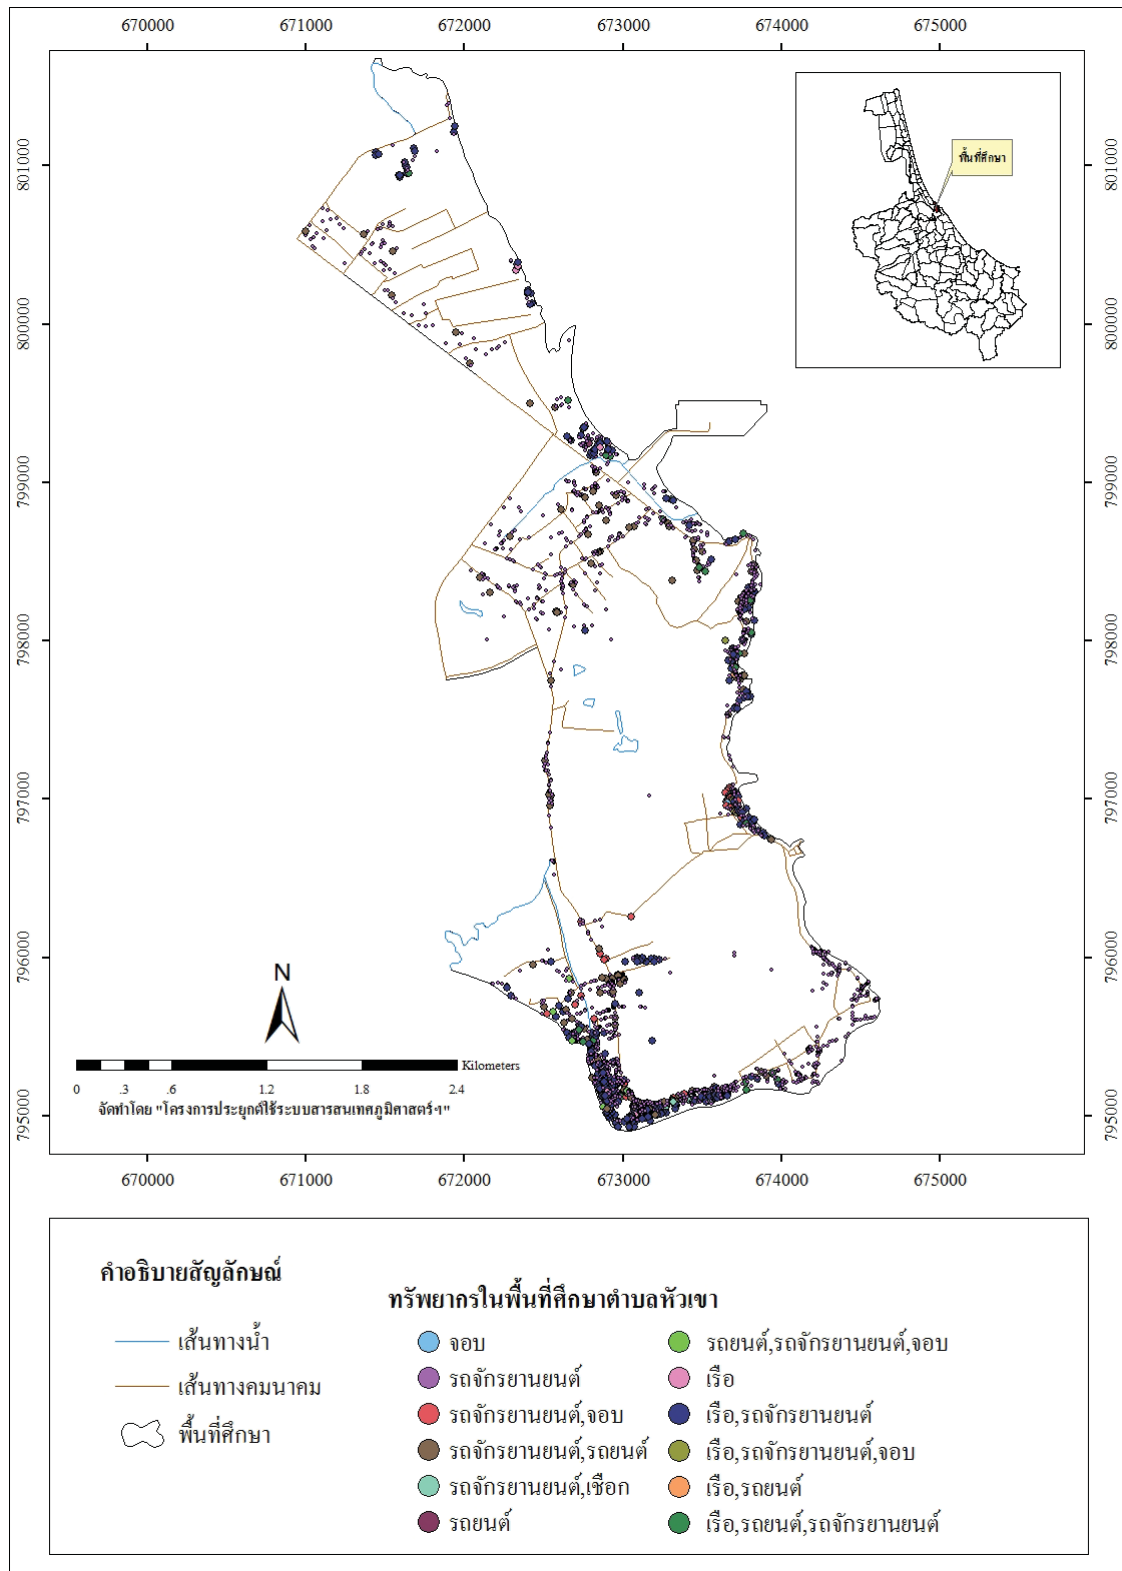 670000 671000 672000 673000 674000 675000
801000 801000
พื้นที่ศึกษา
800000 800000
799000 799000
798000 798000
797000 797000
796000 796000
N
Kilometers
0 .3 .6 1.2 1.8 2.4
จัดทำโดย "โครงการประยุกต์ใช้ระบบสารสนเทศภูมิศาสตร์ฯ"
795000 795000
670000 671000 672000 673000 674000 675000
คำอธิบายสัญลักษณ์
เส้นทางน้ำ
เส้นทางคมนาคม
พื้นที่ศึกษา
ทรัพยากรในพื้นที่ศึกษาตำบลหัวเขา
จอบ
รถจักรยานยนต์
รถจักรยานยนต์,จอบ
รถจักรยานยนต์,รถยนต์
รถจักรยานยนต์,เชือก
รถยนต์
รถยนต์,รถจักรยานยนต์,จอบ
เรือ
เรือ,รถจักรยานยนต์
เรือ,รถจักรยานยนต์,จอบ
เรือ,รถยนต์
เรือ,รถยนต์,รถจักรยานยนต์